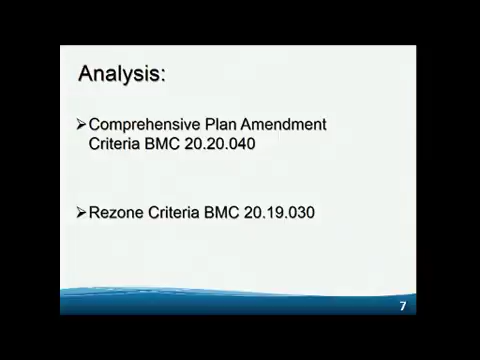 Analysis:
➢Comprehensive Plan Amendment
Criteria BMC 20.20.040
➢Rezone Criteria BMC 20.19.030
7